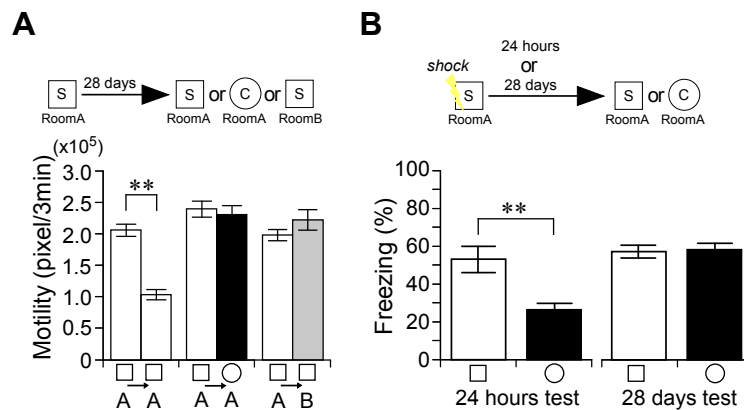 A
28 days
S or C or S
RoomA RoomA RoomA RoomB
(x10⁵)
Motility (pixel/3min)
3.0
2.5
2.0
1.5
1.0
0.5
0
**
A A A A A B
B
24 hours
or
28 days
shock
S S or C
RoomA RoomA RoomA
Freezing (%)
100
80
60
40
20
0
**
24 hours test 28 days test